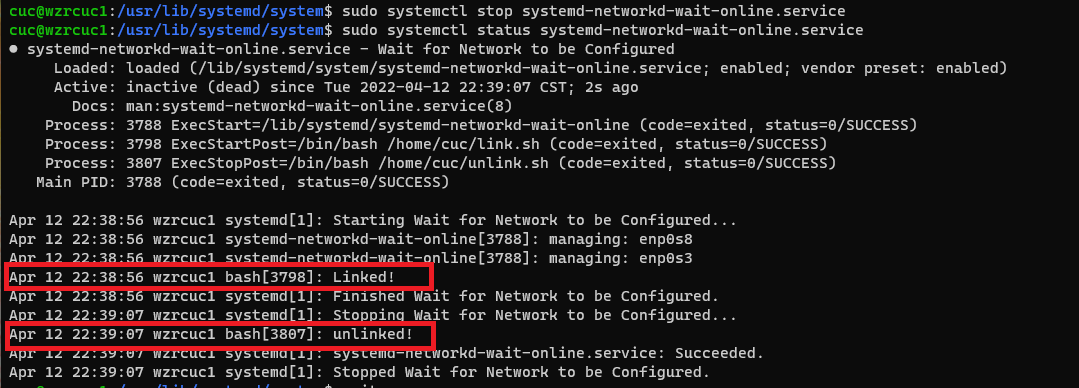 cuc@wzrcuc1:/usr/lib/systemd/system$ sudo systemctl stop systemd-networkd-wait-online.service
cuc@wzrcuc1:/usr/lib/systemd/system$ sudo systemctl status systemd-networkd-wait-online.service
● systemd-networkd-wait-online.service - Wait for Network to be Configured
Loaded: loaded (/lib/systemd/system/systemd-networkd-wait-online.service; enabled; vendor preset: enabled)
Active: inactive (dead) since Tue 2022-04-12 22:39:07 CST; 2s ago
Docs: man:systemd-networkd-wait-online.service(8)
Process: 3788 ExecStart=/lib/systemd/systemd-networkd-wait-online (code=exited, status=0/SUCCESS)
Process: 3798 ExecStartPost=/bin/bash /home/cuc/link.sh (code=exited, status=0/SUCCESS)
Process: 3807 ExecStopPost=/bin/bash /home/cuc/unlink.sh (code=exited, status=0/SUCCESS)
Main PID: 3788 (code=exited, status=0/SUCCESS)
Apr 12 22:38:56 wzrcuc1 systemd[1]: Starting Wait for Network to be Configured...
Apr 12 22:38:56 wzrcuc1 systemd-networkd-wait-online[3788]: managing: enp0s8
Apr 12 22:38:56 wzrcuc1 systemd-networkd-wait-online[3788]: managing: enp0s3
Apr 12 22:38:56 wzrcuc1 bash[3798]: Linked!
Apr 12 22:38:56 wzrcuc1 systemd[1]: Finished Wait for Network to be Configured.
Apr 12 22:39:07 wzrcuc1 systemd[1]: Stopping Wait for Network to be Configured...
Apr 12 22:39:07 wzrcuc1 bash[3807]: unlinked!
Apr 12 22:39:07 wzrcuc1 systemd[1]: systemd-networkd-wait-online.service: Succeeded.
Apr 12 22:39:07 wzrcuc1 systemd[1]: Stopped Wait for Network to be Configured.